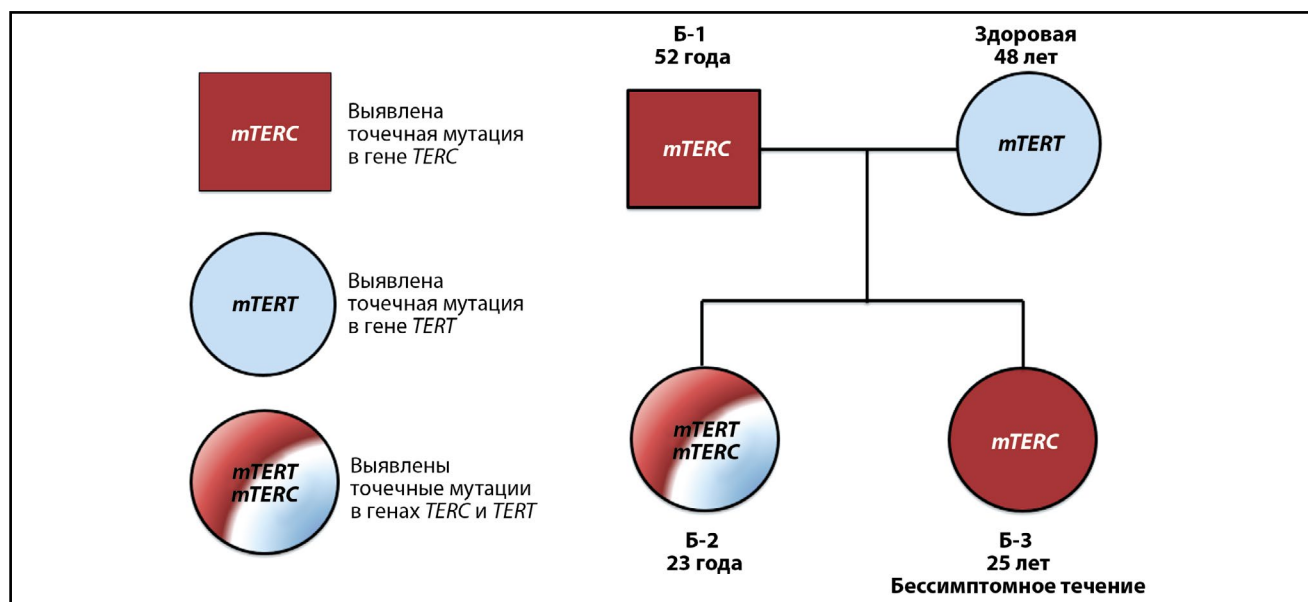 mTERC
Выявлена
точечная мутация
в гене TERC
mTERT
Выявлена
точечная мутация
в гене TERT
mTERT
mTERC
Выявлены
точечные мутации
в генах TERC и TERT
Б-1
52 года
mTERC
Здоровая
48 лет
mTERT
mTERT
mTERC
Б-2
23 года
mTERC
Б-3
25 лет
Бессимптомное течение